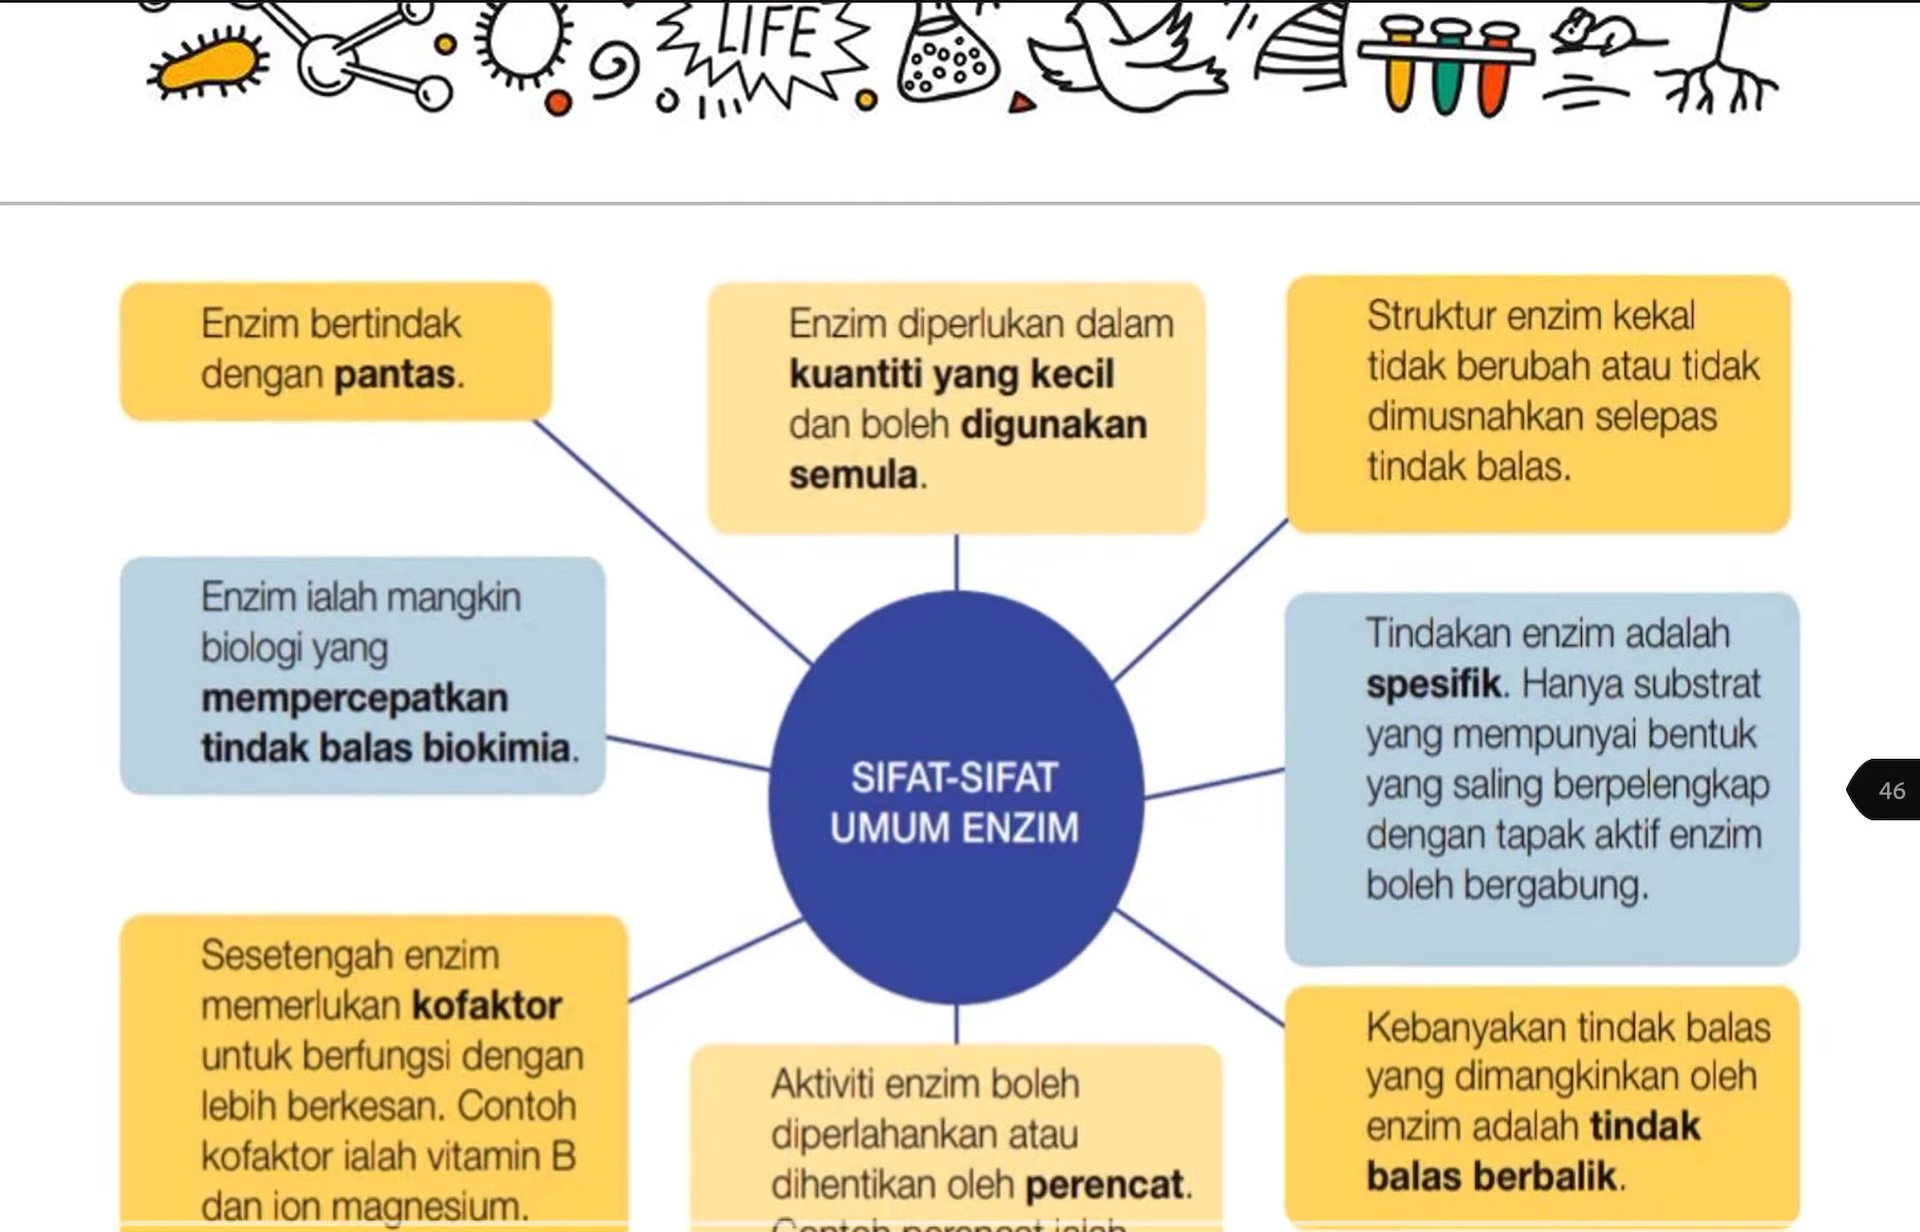 LIFE
Enzim bertindak
dengan pantas.
Enzim diperlukan dalam
kuantiti yang kecil
dan boleh digunakan
semula.
Struktur enzim kekal
tidak berubah atau tidak
dimusnahkan selepas
tindak balas.
Enzim ialah mangkin
biologi yang
mempercepatkan
tindak balas biokimia.
SIFAT-SIFAT
UMUM ENZIM
Tindakan enzim adalah
spesifik. Hanya substrat
yang mempunyai bentuk
yang saling berpelengkap
dengan tapak aktif enzim
boleh bergabung.
46
Sesetengah enzim
memerlukan kofaktor
untuk berfungsi dengan
lebih berkesan. Contoh
kofaktor ialah vitamin B
dan ion magnesium.
Aktiviti enzim boleh
diperlahankan atau
dihentikan oleh perencat.
Contoh perencat ialah
Kebanyakan tindak balas
yang dimangkinkan oleh
enzim adalah tindak
balas berbalik.